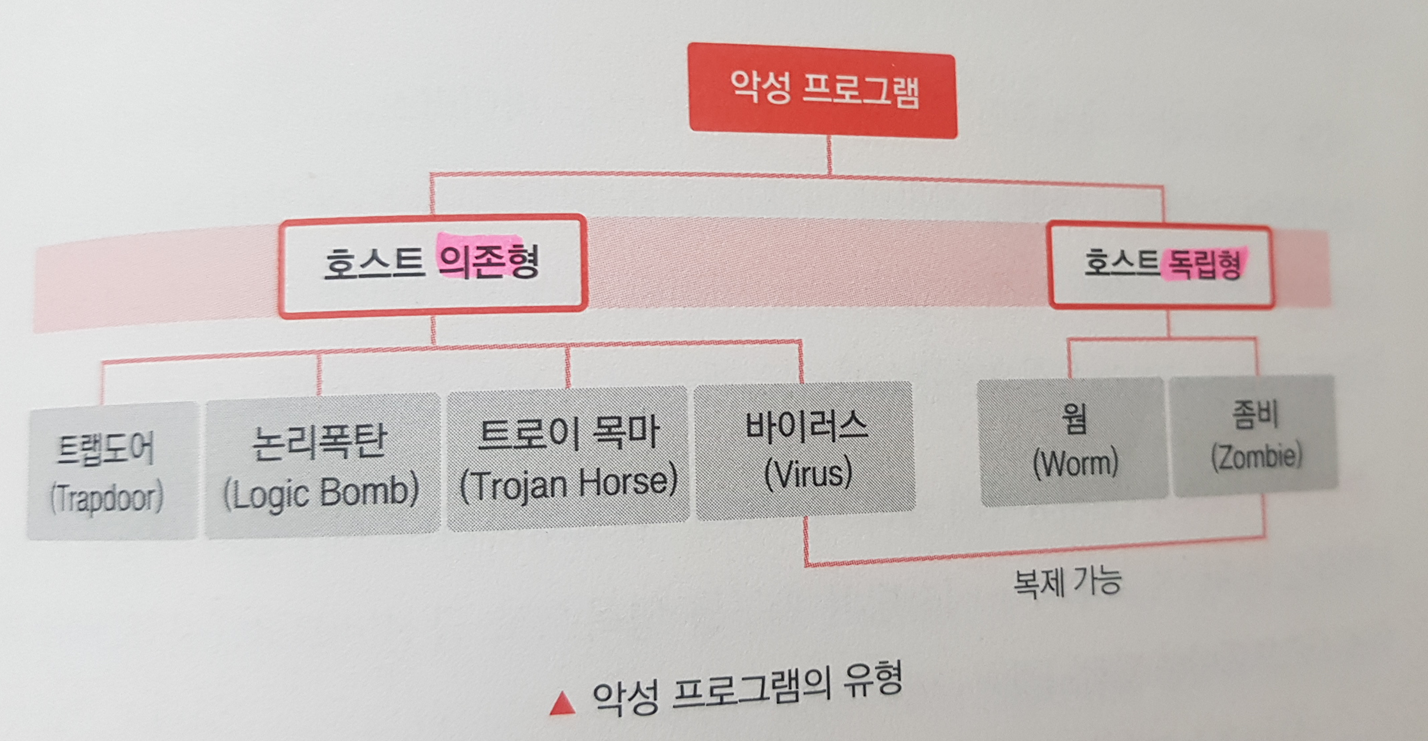 악성 프로그램
호스트 의존형
호스트 독립형
트랩도어
(Trapdoor)
논리폭탄
(Logic Bomb)
트로이 목마
(Trojan Horse)
바이러스
(Virus)
웜
(Worm)
좀비
(Zombie)
복제 가능
▲ 악성 프로그램의 유형